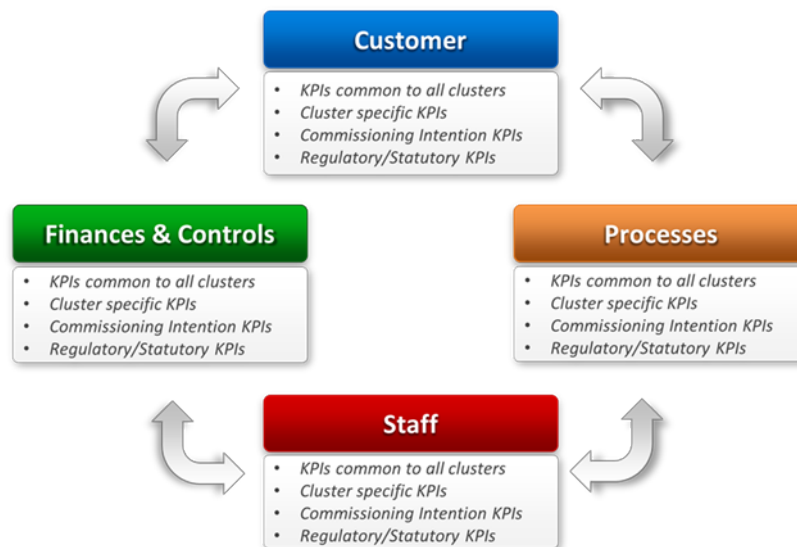 Customer
• KPIs common to all clusters
• Cluster specific KPIs
• Commissioning Intention KPIs
• Regulatory/Statutory KPIs
Finances & Controls
• KPIs common to all clusters
• Cluster specific KPIs
• Commissioning Intention KPIs
• Regulatory/Statutory KPIs
Processes
• KPIs common to all clusters
• Cluster specific KPIs
• Commissioning Intention KPIs
• Regulatory/Statutory KPIs
Staff
• KPIs common to all clusters
• Cluster specific KPIs
• Commissioning Intention KPIs
• Regulatory/Statutory KPIs